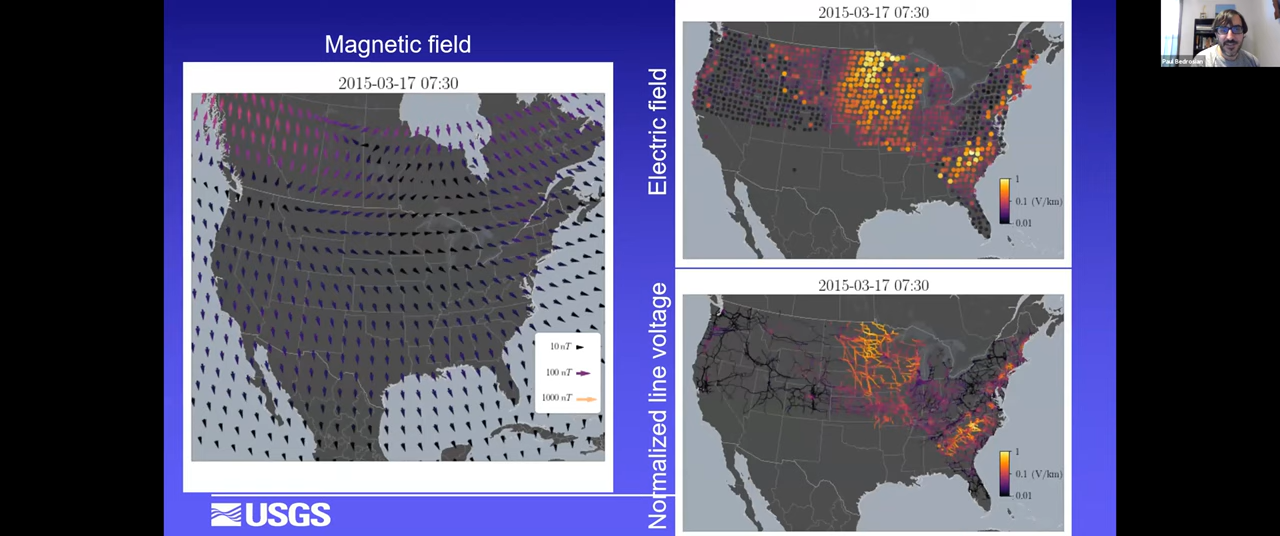 Magnetic field
2015-03-17 07:30
10 nT
100 nT
1000 nT
USGS
Electric field
2015-03-17 07:30
1
0.1 (V/km)
0.01
Normalized line voltage
2015-03-17 07:30
1
0.1 (V/km)
0.01
Paul Bedrosian